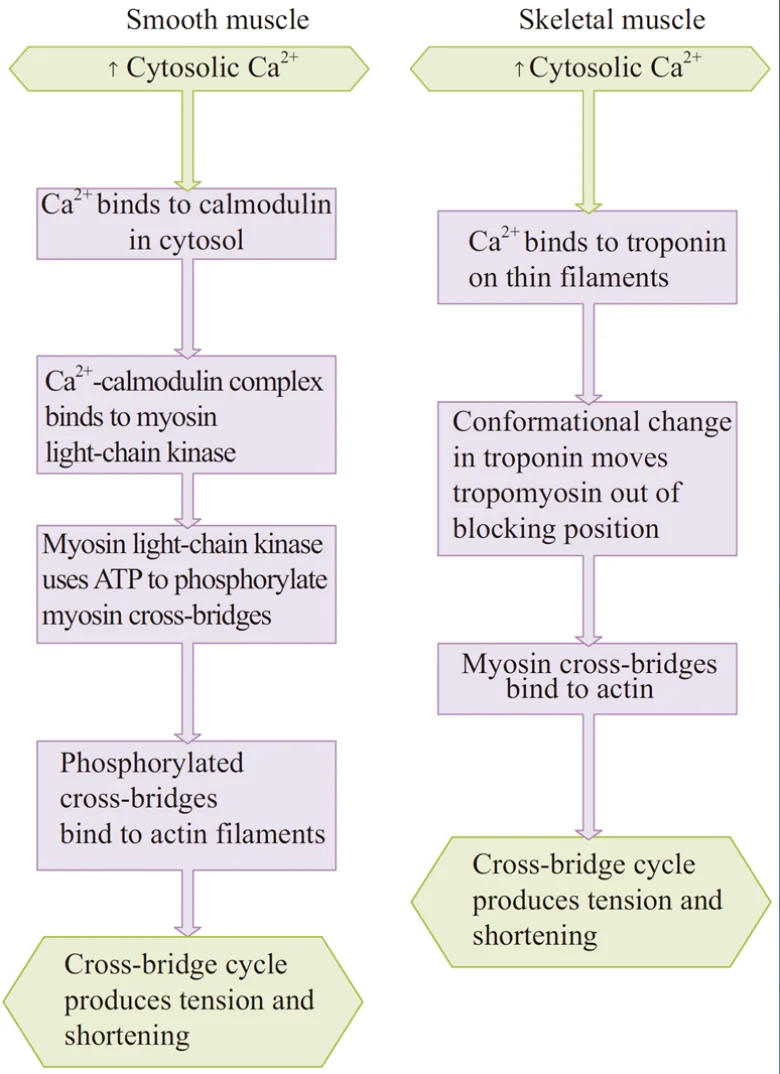 Smooth muscle
↑ Cytosolic Ca²⁺
Ca²⁺ binds to calmodulin
in cytosol
Ca²⁺-calmodulin complex
binds to myosin
light-chain kinase
Myosin light-chain kinase
uses ATP to phosphorylate
myosin cross-bridges
Phosphorylated
cross-bridges
bind to actin filaments
Cross-bridge cycle
produces tension and
shortening
Skeletal muscle
↑ Cytosolic Ca²⁺
Ca²⁺ binds to troponin
on thin filaments
Conformational change
in troponin moves
tropomyosin out of
blocking position
Myosin cross-bridges
bind to actin
Cross-bridge cycle
produces tension and
shortening